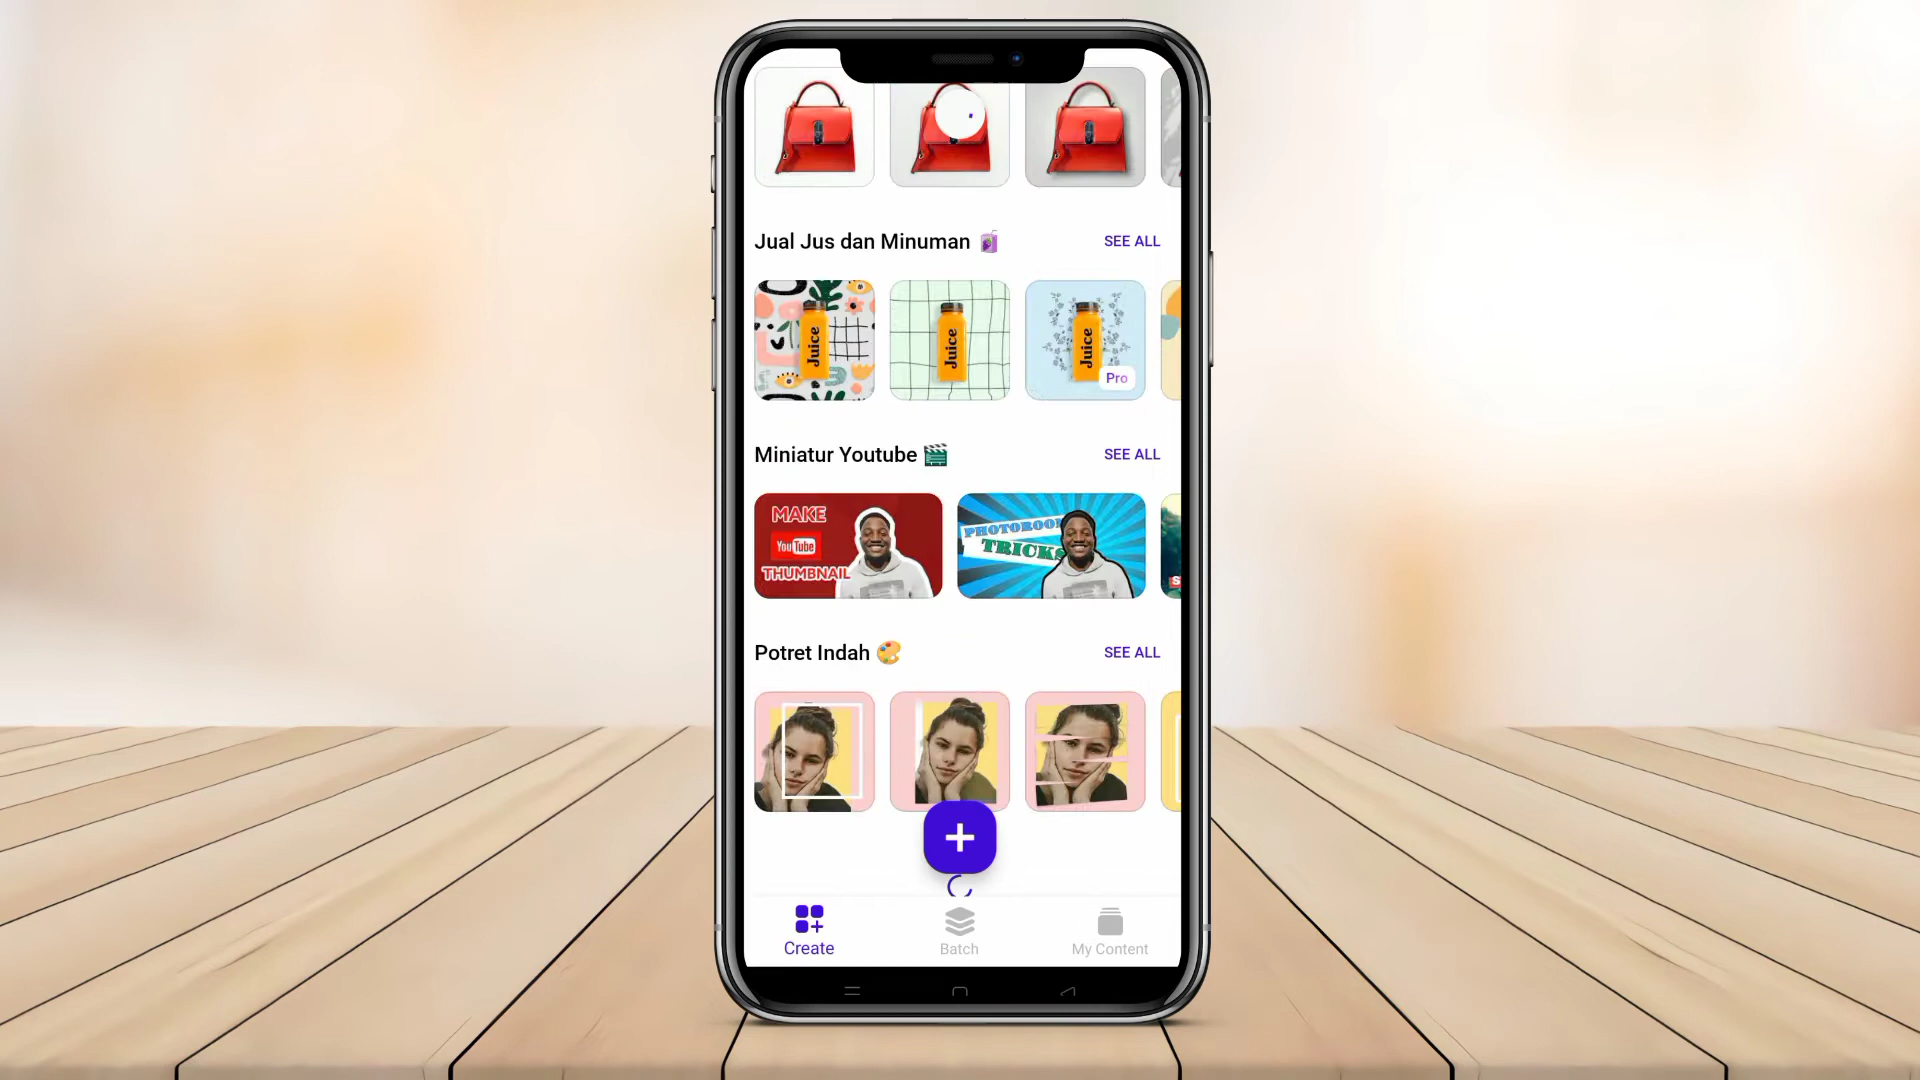 Jual Jus dan Minuman
SEE ALL
Juice
Juice
Juice
Pro
Miniatur Youtube
SEE ALL
MAKE
YouTube
THUMBNAIL
PHOTOROOM
TRICKS
S
Potret Indah
SEE ALL
Create
Batch
My Content